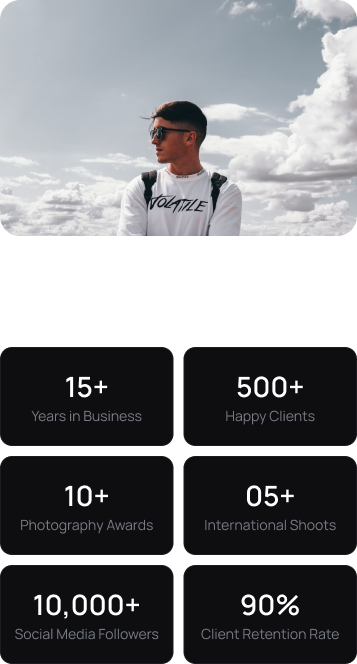 VOLATILE
15+
Years in Business
500+
Happy Clients
10+
Photography Awards
05+
International Shoots
10,000+
Social Media Followers
90%
Client Retention Rate